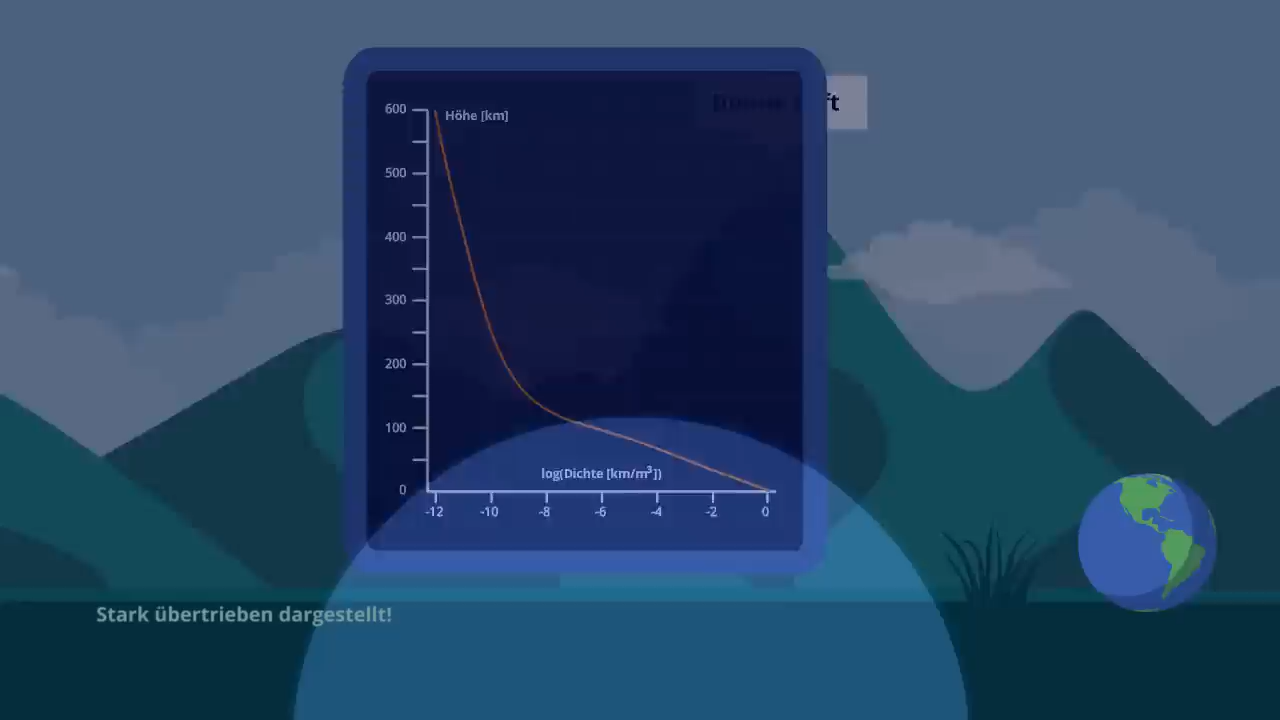 600
Höhe [km]
500
400
300
200
100
0
log(Dichte [km/m³])
-12 -10 -8 -6 -4 -2 0
Stark übertrieben dargestellt!